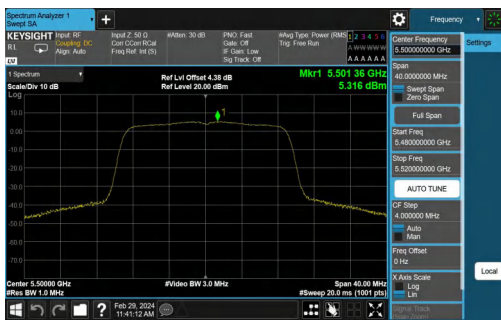 Spectrum Analyzer 1
Swept SA
Frequency
Settings
KEYSIGHT
RL
Input: RF
Coupling: DC
Align: Auto
Input Z: 50 Ω
Corr CCorr RCal
Freq Ref: Int (S)
#Atten: 30 dB
PNO: Fast
Gate: Off
IF Gain: Low
Sig Track: Off
#Avg Type: Power (RMS
Trig: Free Run
1 2 3 4 5 6
A W W W W W
A A A A A A
LV
1 Spectrum
Scale/Div 10 dB
Log
Ref Lvl Offset 4.38 dB
Ref Level 20.00 dBm
Mkr1 5.501 36 GHz
5.316 dBm
1
10.0
0.00
-10.0
-20.0
-30.0
-40.0
-50.0
-60.0
-70.0
Center 5.50000 GHz
#Res BW 1.0 MHz
#Video BW 3.0 MHz
Span 40.00 MHz
#Sweep 20.0 ms (1001 pts)
Center Frequency
5.500000000 GHz
Span
40.0000000 MHz
Swept Span
Zero Span
Full Span
Start Freq
5.480000000 GHz
Stop Freq
5.520000000 GHz
AUTO TUNE
CF Step
4.000000 MHz
Auto
Man
Freq Offset
0 Hz
X Axis Scale
Log
Lin
Signal Track
Local
Feb 29, 2024
11:41:12 AM